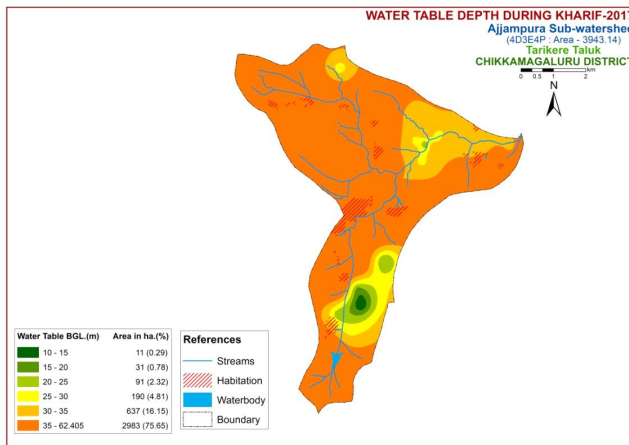 WATER TABLE DEPTH DURING KHARIF-2017
Ajjampura Sub-watershed
(4D3E4P : Area - 3943.14)
Tarikere Taluk
CHIKKAMAGALURU DISTRICT
0 0.5 1 2 km
N
Water Table BGL.(m) Area in ha.(%)
10 - 15 11 (0.29)
15 - 20 31 (0.78)
20 - 25 91 (2.32)
25 - 30 190 (4.81)
30 - 35 637 (16.15)
35 - 62.405 2983 (75.65)
References
Streams
Habitation
Waterbody
Boundary